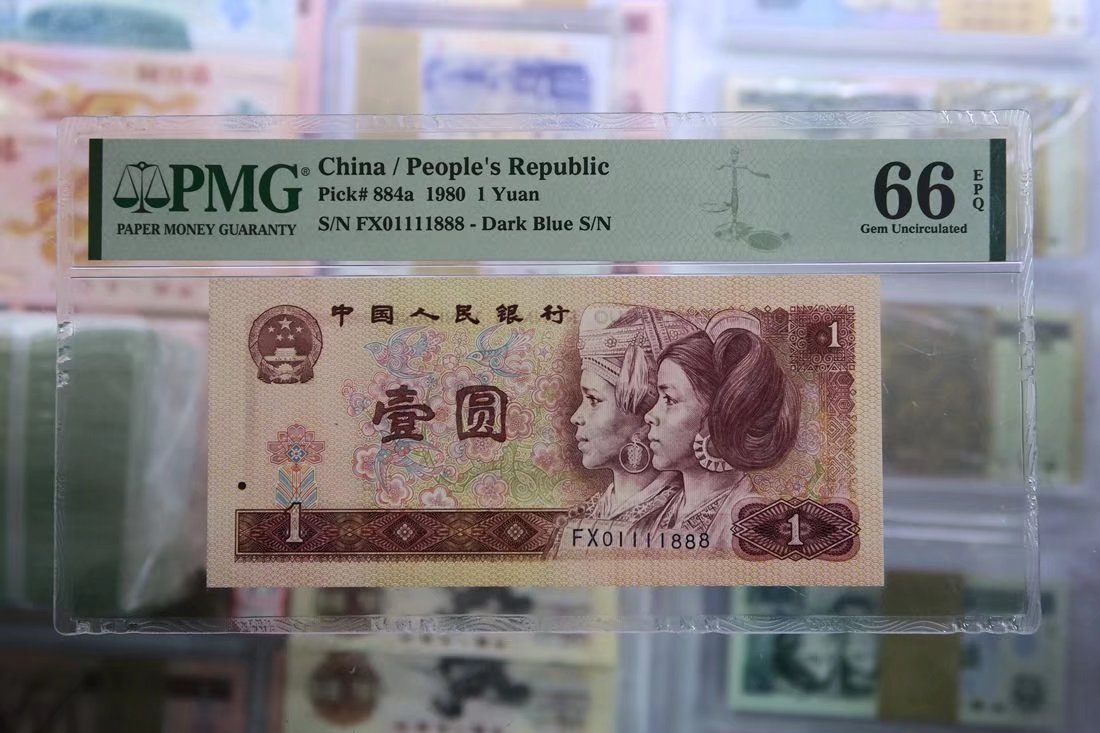 PMG®
PAPER MONEY GUARANTY
China / People's Republic
Pick# 884a 1980 1 Yuan
S/N FX01111888 - Dark Blue S/N
66
EPQ
Gem Uncirculated
中国人民银行
1
壹圆
1
FX01111888
1